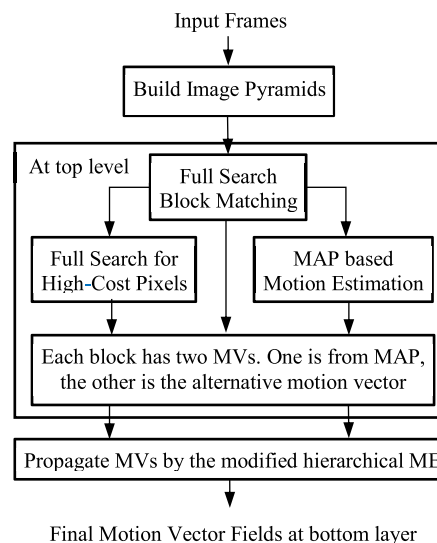 Input Frames
Build Image Pyramids
At top level
Full Search
Block Matching
Full Search for
High-Cost Pixels
MAP based
Motion Estimation
Each block has two MVs. One is from MAP,
the other is the alternative motion vector
Propagate MVs by the modified hierarchical ME
Final Motion Vector Fields at bottom layer